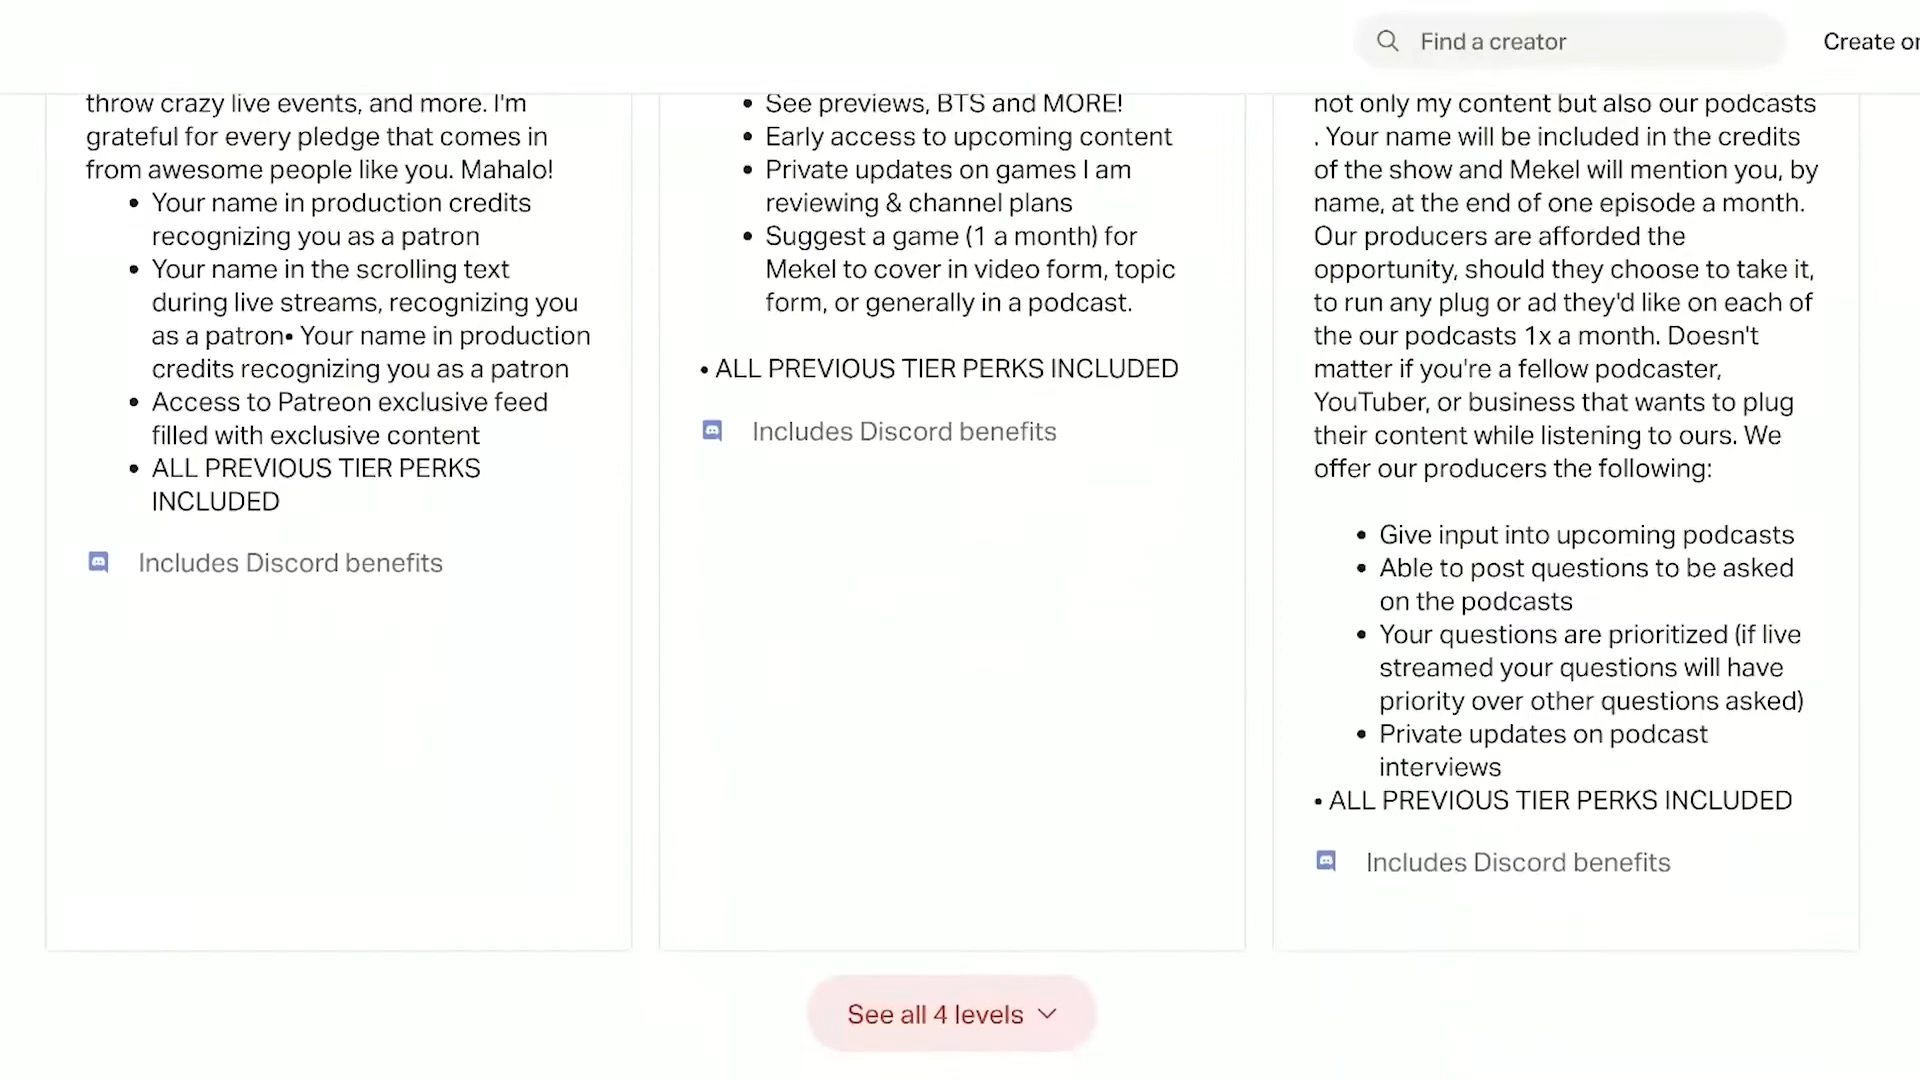 Find a creator
Create or
throw crazy live events, and more. I'm
grateful for every pledge that comes in
from awesome people like you. Mahalo!
• Your name in production credits
recognizing you as a patron
• Your name in the scrolling text
during live streams, recognizing you
as a patron• Your name in production
credits recognizing you as a patron
• Access to Patreon exclusive feed
filled with exclusive content
• ALL PREVIOUS TIER PERKS
INCLUDED
Includes Discord benefits
• See previews, BTS and MORE!
• Early access to upcoming content
• Private updates on games I am
reviewing & channel plans
• Suggest a game (1 a month) for
Mekel to cover in video form, topic
form, or generally in a podcast.
• ALL PREVIOUS TIER PERKS INCLUDED
Includes Discord benefits
not only my content but also our podcasts
. Your name will be included in the credits
of the show and Mekel will mention you, by
name, at the end of one episode a month.
Our producers are afforded the
opportunity, should they choose to take it,
to run any plug or ad they'd like on each of
the our podcasts 1x a month. Doesn't
matter if you're a fellow podcaster,
YouTuber, or business that wants to plug
their content while listening to ours. We
offer our producers the following:
• Give input into upcoming podcasts
• Able to post questions to be asked
on the podcasts
• Your questions are prioritized (if live
streamed your questions will have
priority over other questions asked)
• Private updates on podcast
interviews
• ALL PREVIOUS TIER PERKS INCLUDED
Includes Discord benefits
See all 4 levels